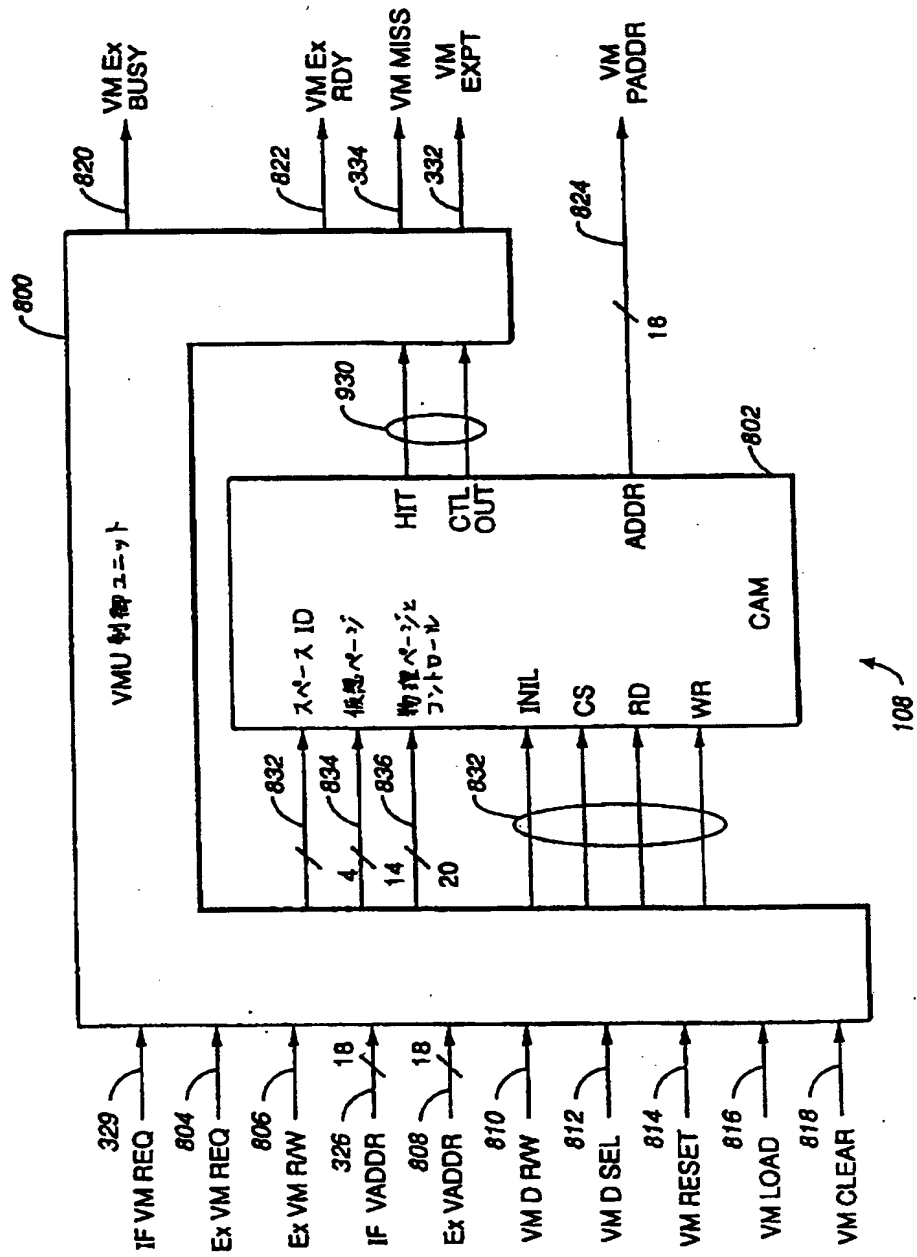 VMU 制御ユニット
800
IF VM REQ
329
Ex VM REQ
804
Ex VM R/W
806
IF VADDR
326
18
Ex VADDR
808
18
VM D R/W
810
VM D SEL
812
VM RESET
814
VM LOAD
816
VM CLEAR
818
832
4
834
14
836
20
832
スペース ID
仮想ページ
物理ページと
コントロール
INIL
CS
RD
WR
HIT
CTL
OUT
ADDR
CAM
802
930
820
VM Ex
BUSY
822
VM Ex
RDY
334
VM MISS
332
VM
EXPT
824
18
VM
PADDR
108